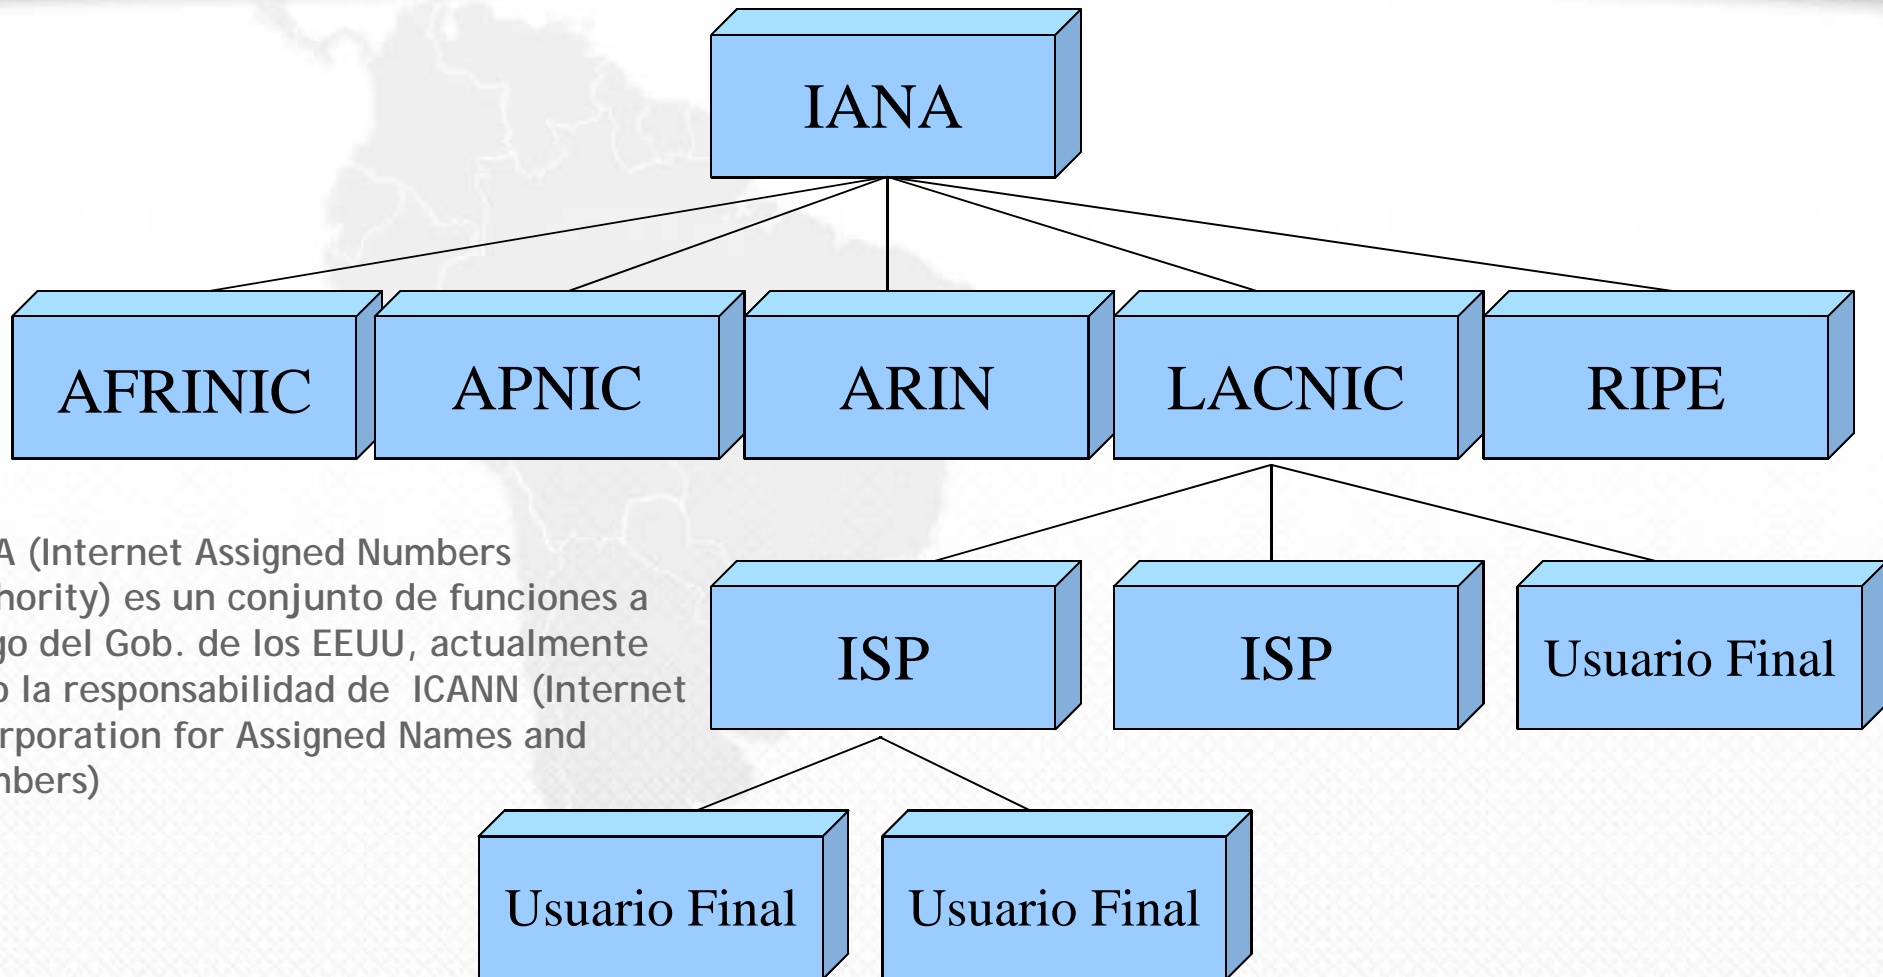 IANA
AFRINIC APNIC ARIN LACNIC RIPE
A (Internet Assigned Numbers
hority) es un conjunto de funciones a
go del Gob. de los EEUU, actualmente
o la responsabilidad de ICANN (Internet
rporation for Assigned Names and
mbers)
ISP ISP Usuario Final
Usuario Final Usuario Final